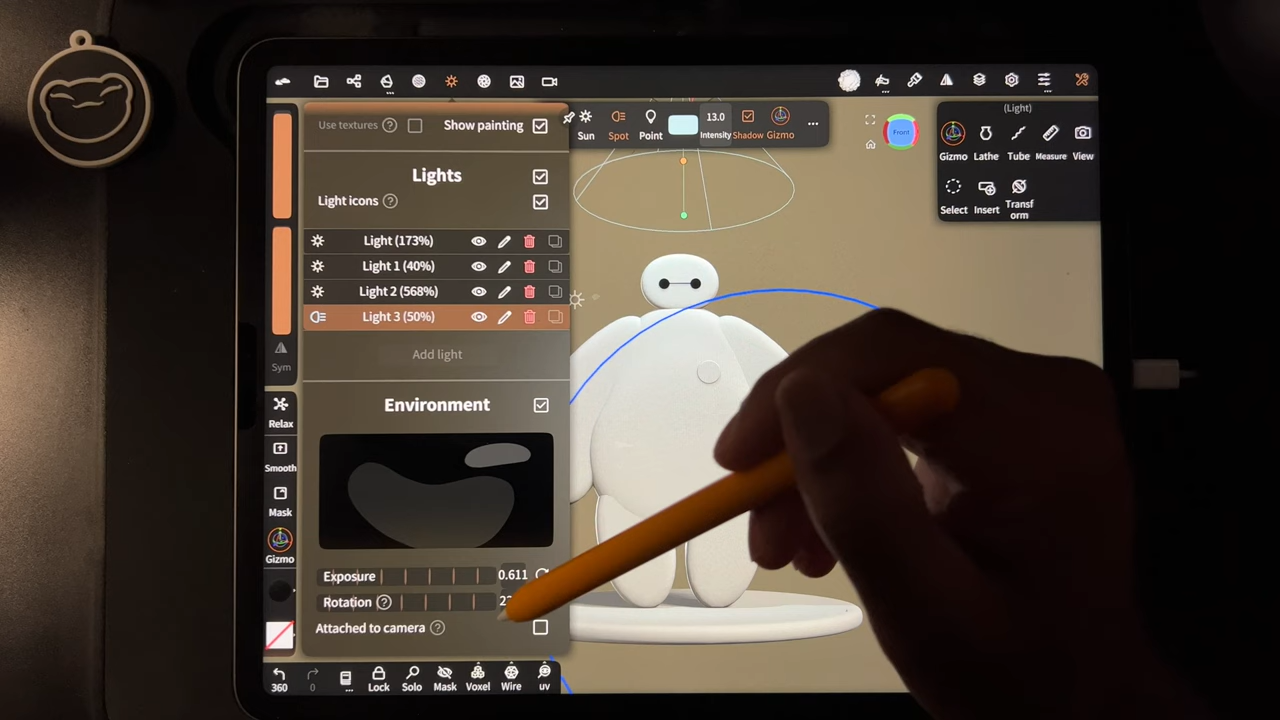 Use textures
Show painting
Lights
Light icons
Light (173%)
Light 1 (40%)
Light 2 (568%)
Light 3 (50%)
Add light
Environment
Exposure 0.611
Rotation
Attached to camera
Sym
Relax
Smooth
Mask
Gizmo
360
0
Lock
Solo
Mask
Voxel
Wire
uv
Sun
Spot
Point
13.0
Intensity
Shadow
Gizmo
Front
(Light)
Gizmo
Lathe
Tube
Measure
View
Select
Insert
Transf
orm